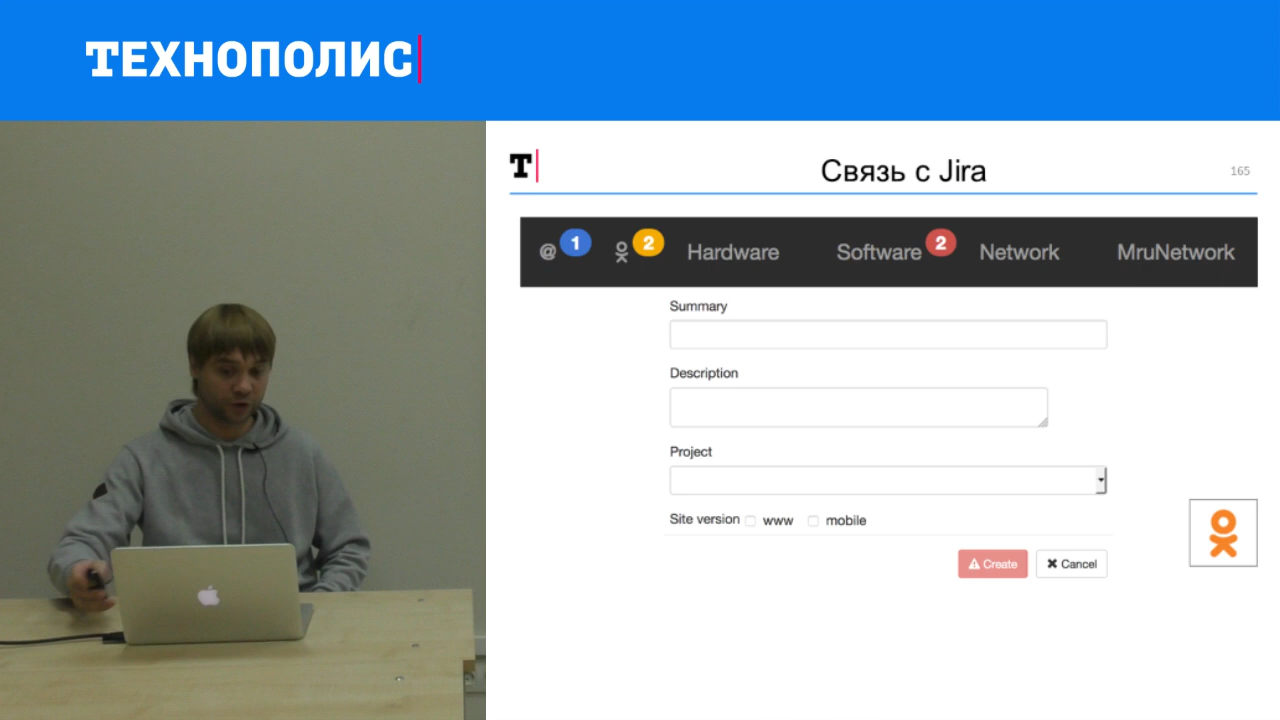 ТЕХНОПОЛИС
T
Связь с Jira
165
@ 1 2 Hardware Software 2 Network MruNetwork
Summary
Description
Project
Site version www mobile
Create Cancel